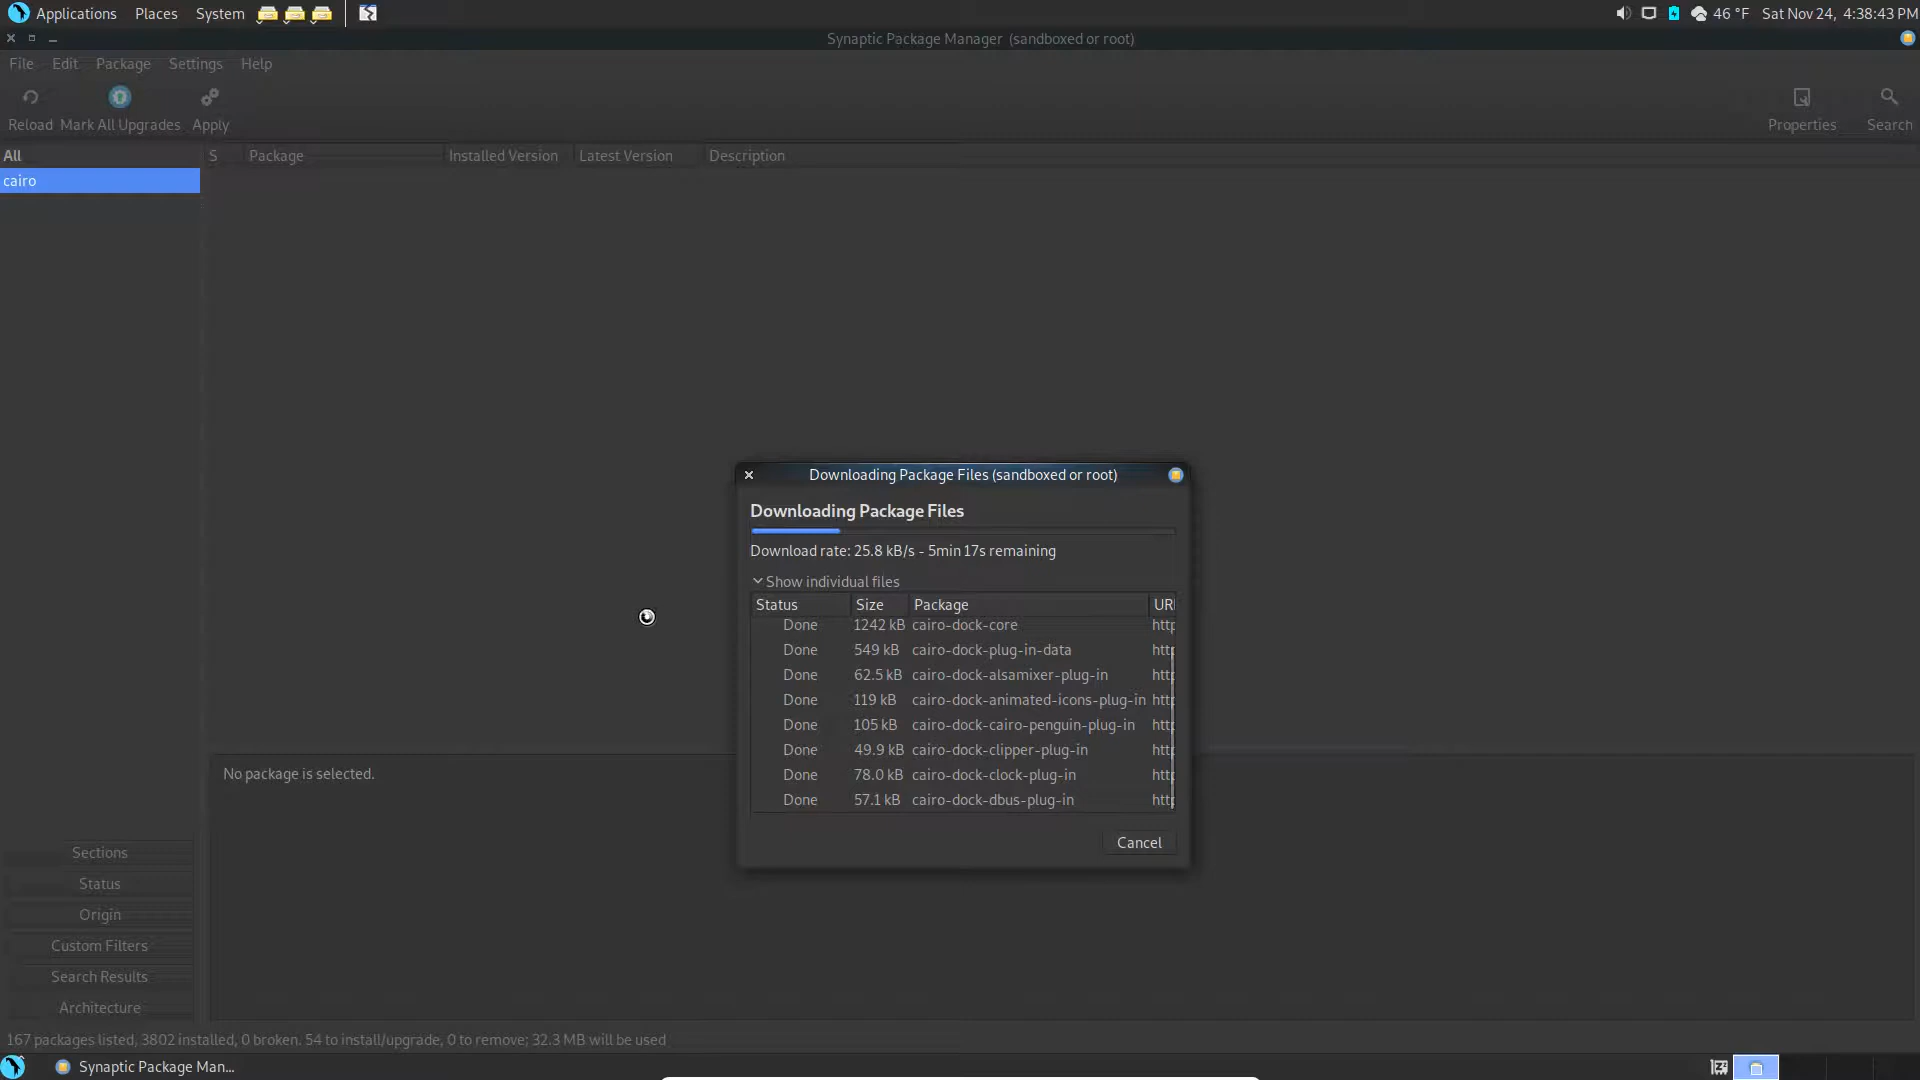 Applications Places System 46 °F Sat Nov 24, 4:38:43 PM
Synaptic Package Manager (sandboxed or root)
File Edit Package Settings Help
Reload Mark All Upgrades Apply Properties Search
All S Package Installed Version Latest Version Description
cairo
Downloading Package Files (sandboxed or root)
Downloading Package Files
Download rate: 25.8 kB/s - 5min 17s remaining
Show individual files
Status Size Package URI
Done 1242 kB cairo-dock-core http
Done 549 kB cairo-dock-plug-in-data http
Done 62.5 kB cairo-dock-alsamixer-plug-in http
Done 119 kB cairo-dock-animated-icons-plug-in http
Done 105 kB cairo-dock-cairo-penguin-plug-in http
Done 49.9 kB cairo-dock-clipper-plug-in http
Done 78.0 kB cairo-dock-clock-plug-in http
Done 57.1 kB cairo-dock-dbus-plug-in http
Cancel
No package is selected.
Sections
Status
Origin
Custom Filters
Search Results
Architecture
167 packages listed, 3802 installed, 0 broken. 54 to install/upgrade, 0 to remove; 32.3 MB will be used
Synaptic Package Man...